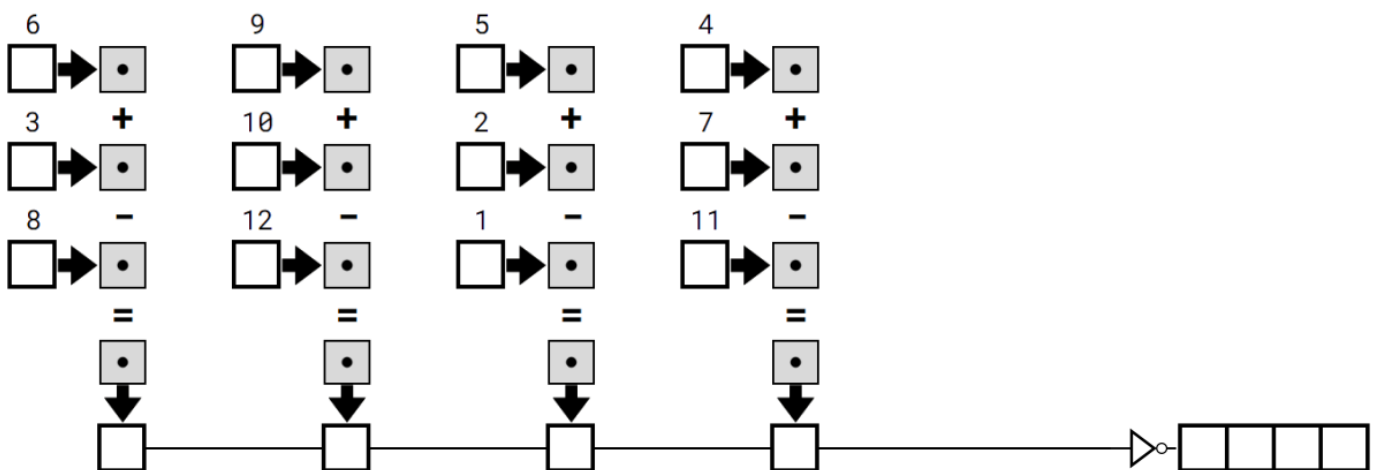 6 9 5 4
+ + + +
3 10 2 7
- - - -
8 12 1 11
= = = =